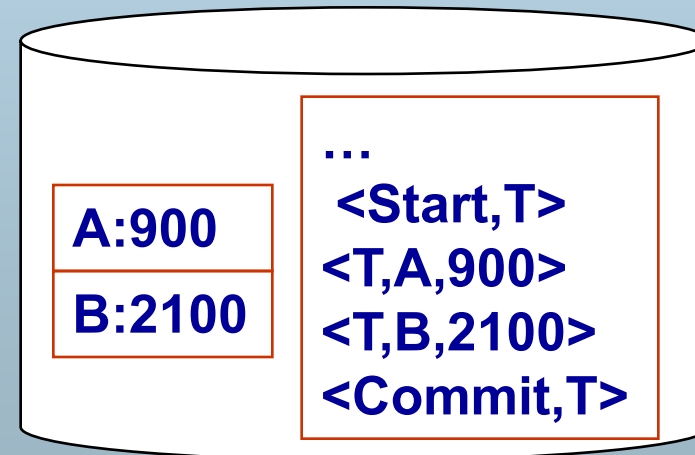 A:900
B:2100
…
<Start,T>
<T,A,900>
<T,B,2100>
<Commit,T>